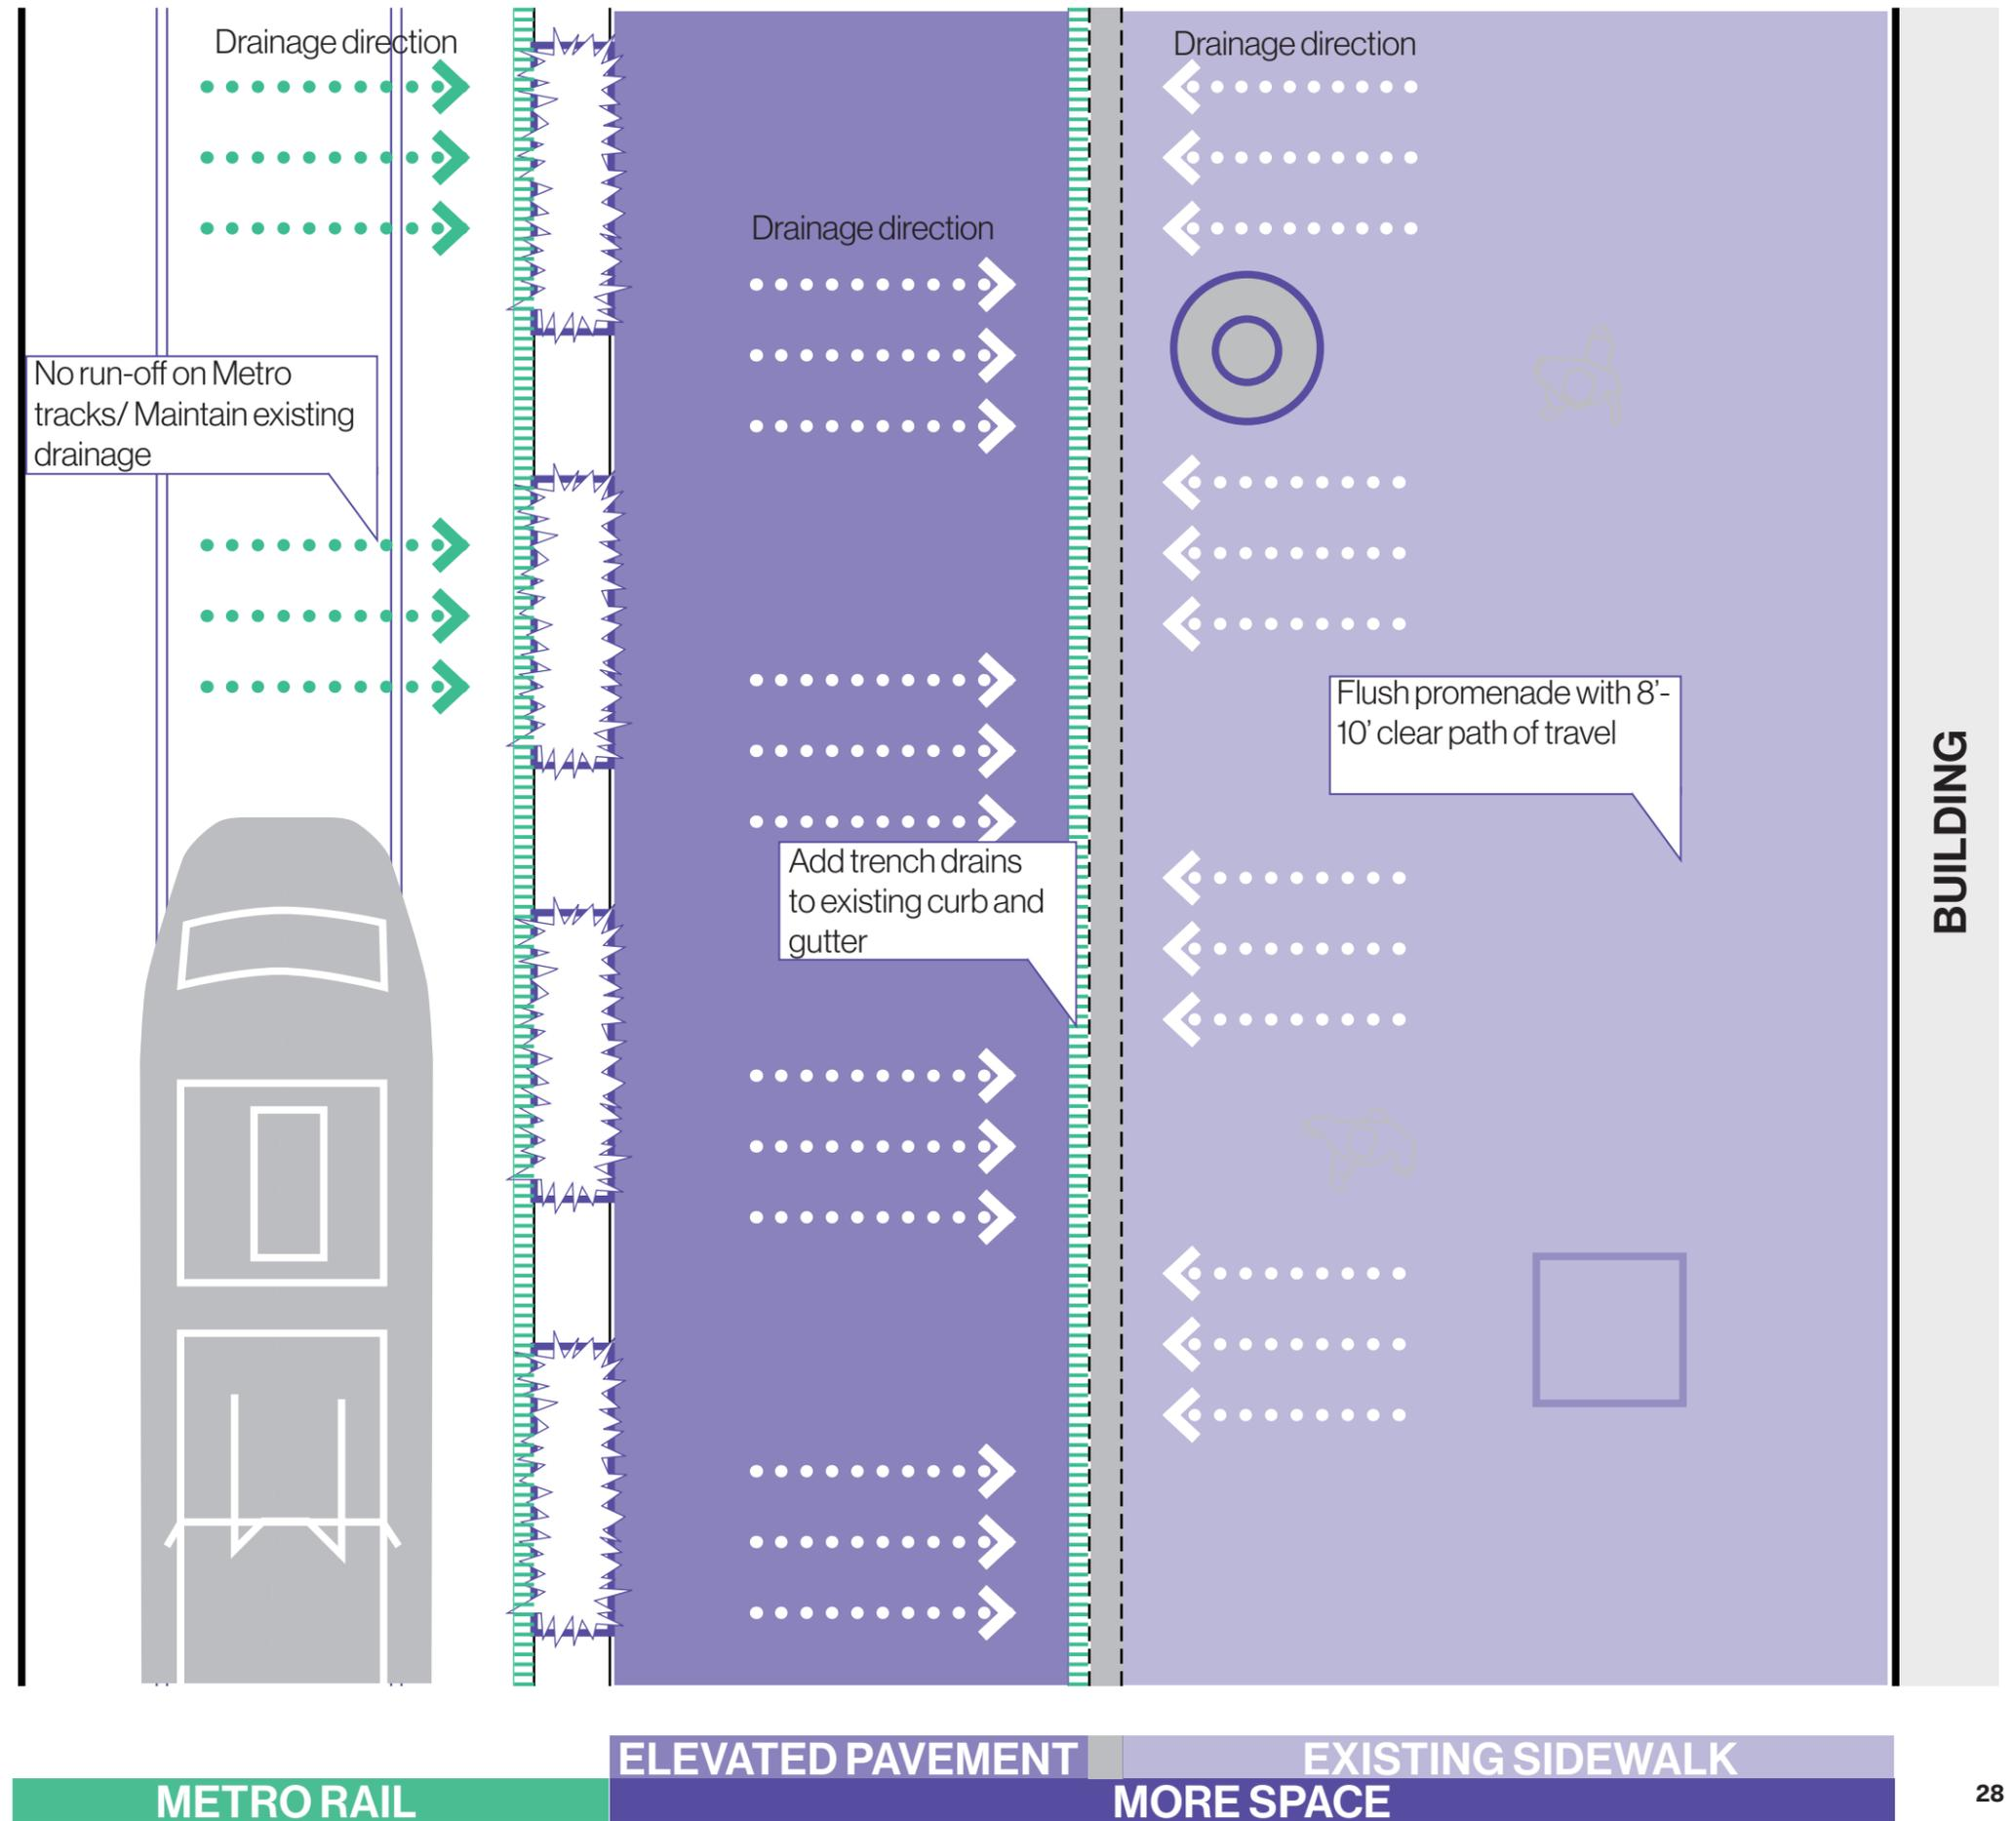 Drainage direction
Drainage direction
Drainage direction
No run-off on Metro
tracks/ Maintain existing
drainage
Flush promenade with 8’-
10’ clear path of travel
Add trench drains
to existing curb and
gutter
BUILDING
ELEVATED PAVEMENT
EXISTING SIDEWALK
METRO RAIL
MORE SPACE
28